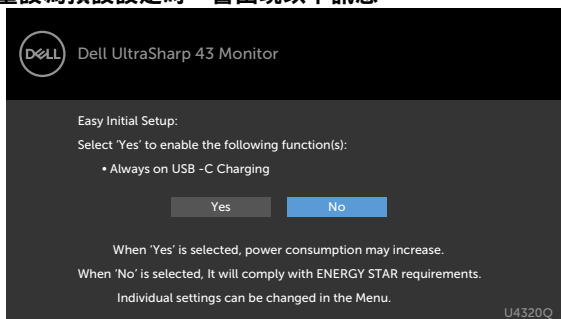 DELL
Dell UltraSharp 43 Monitor
Easy Initial Setup:
Select ‘Yes’ to enable the following function(s):
• Always on USB -C Charging
Yes
No
When ‘Yes’ is selected, power consumption may increase.
When ‘No’ is selected, It will comply with ENERGY STAR requirements.
Individual settings can be changed in the Menu.
U4320Q